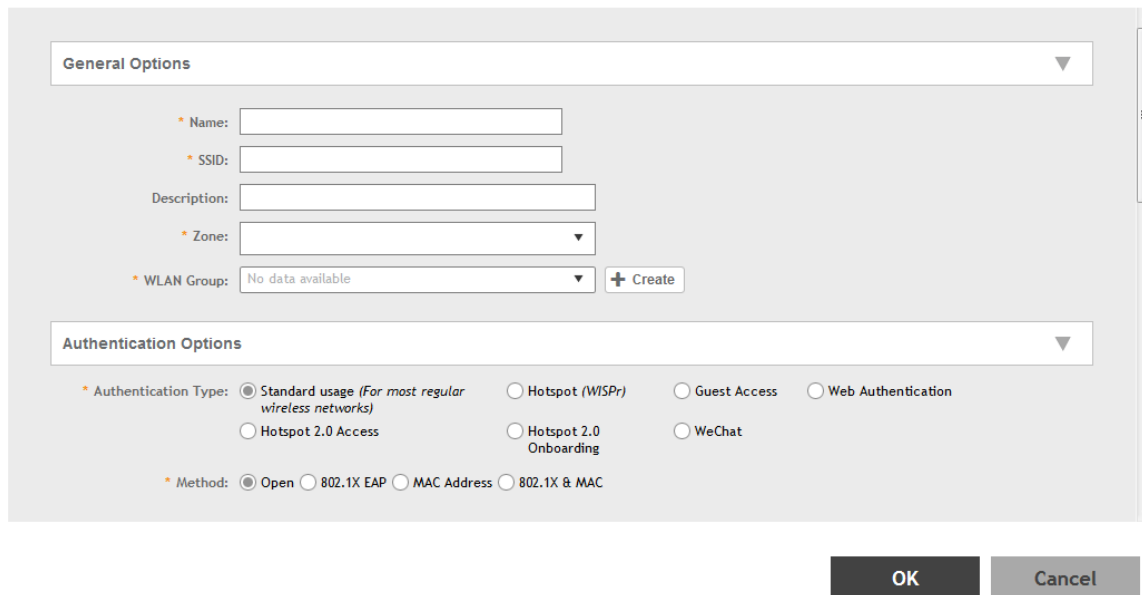 General Options
* Name:
* SSID:
Description:
* Zone:
* WLAN Group: No data available + Create
Authentication Options
* Authentication Type: Standard usage (For most regular wireless networks) Hotspot (WISPr) Guest Access Web Authentication
Hotspot 2.0 Access Hotspot 2.0 Onboarding WeChat
* Method: Open 802.1X EAP MAC Address 802.1X & MAC
OK Cancel